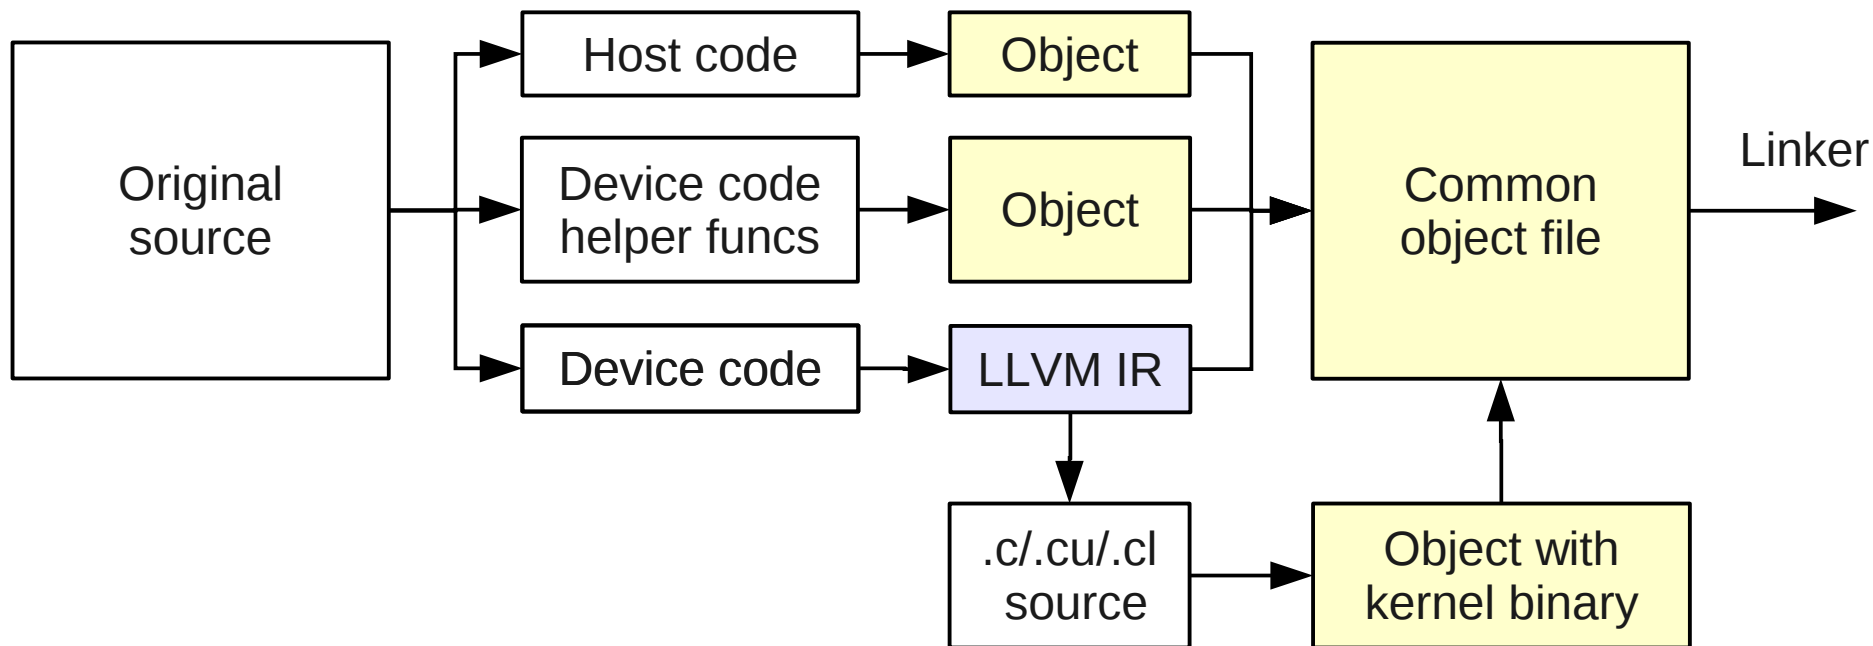 Original
source
Host code
Object
Device code
helper funcs
Object
Device code
LLVM IR
.c/.cu/.cl
source
Object with
kernel binary
Common
object file
Linker